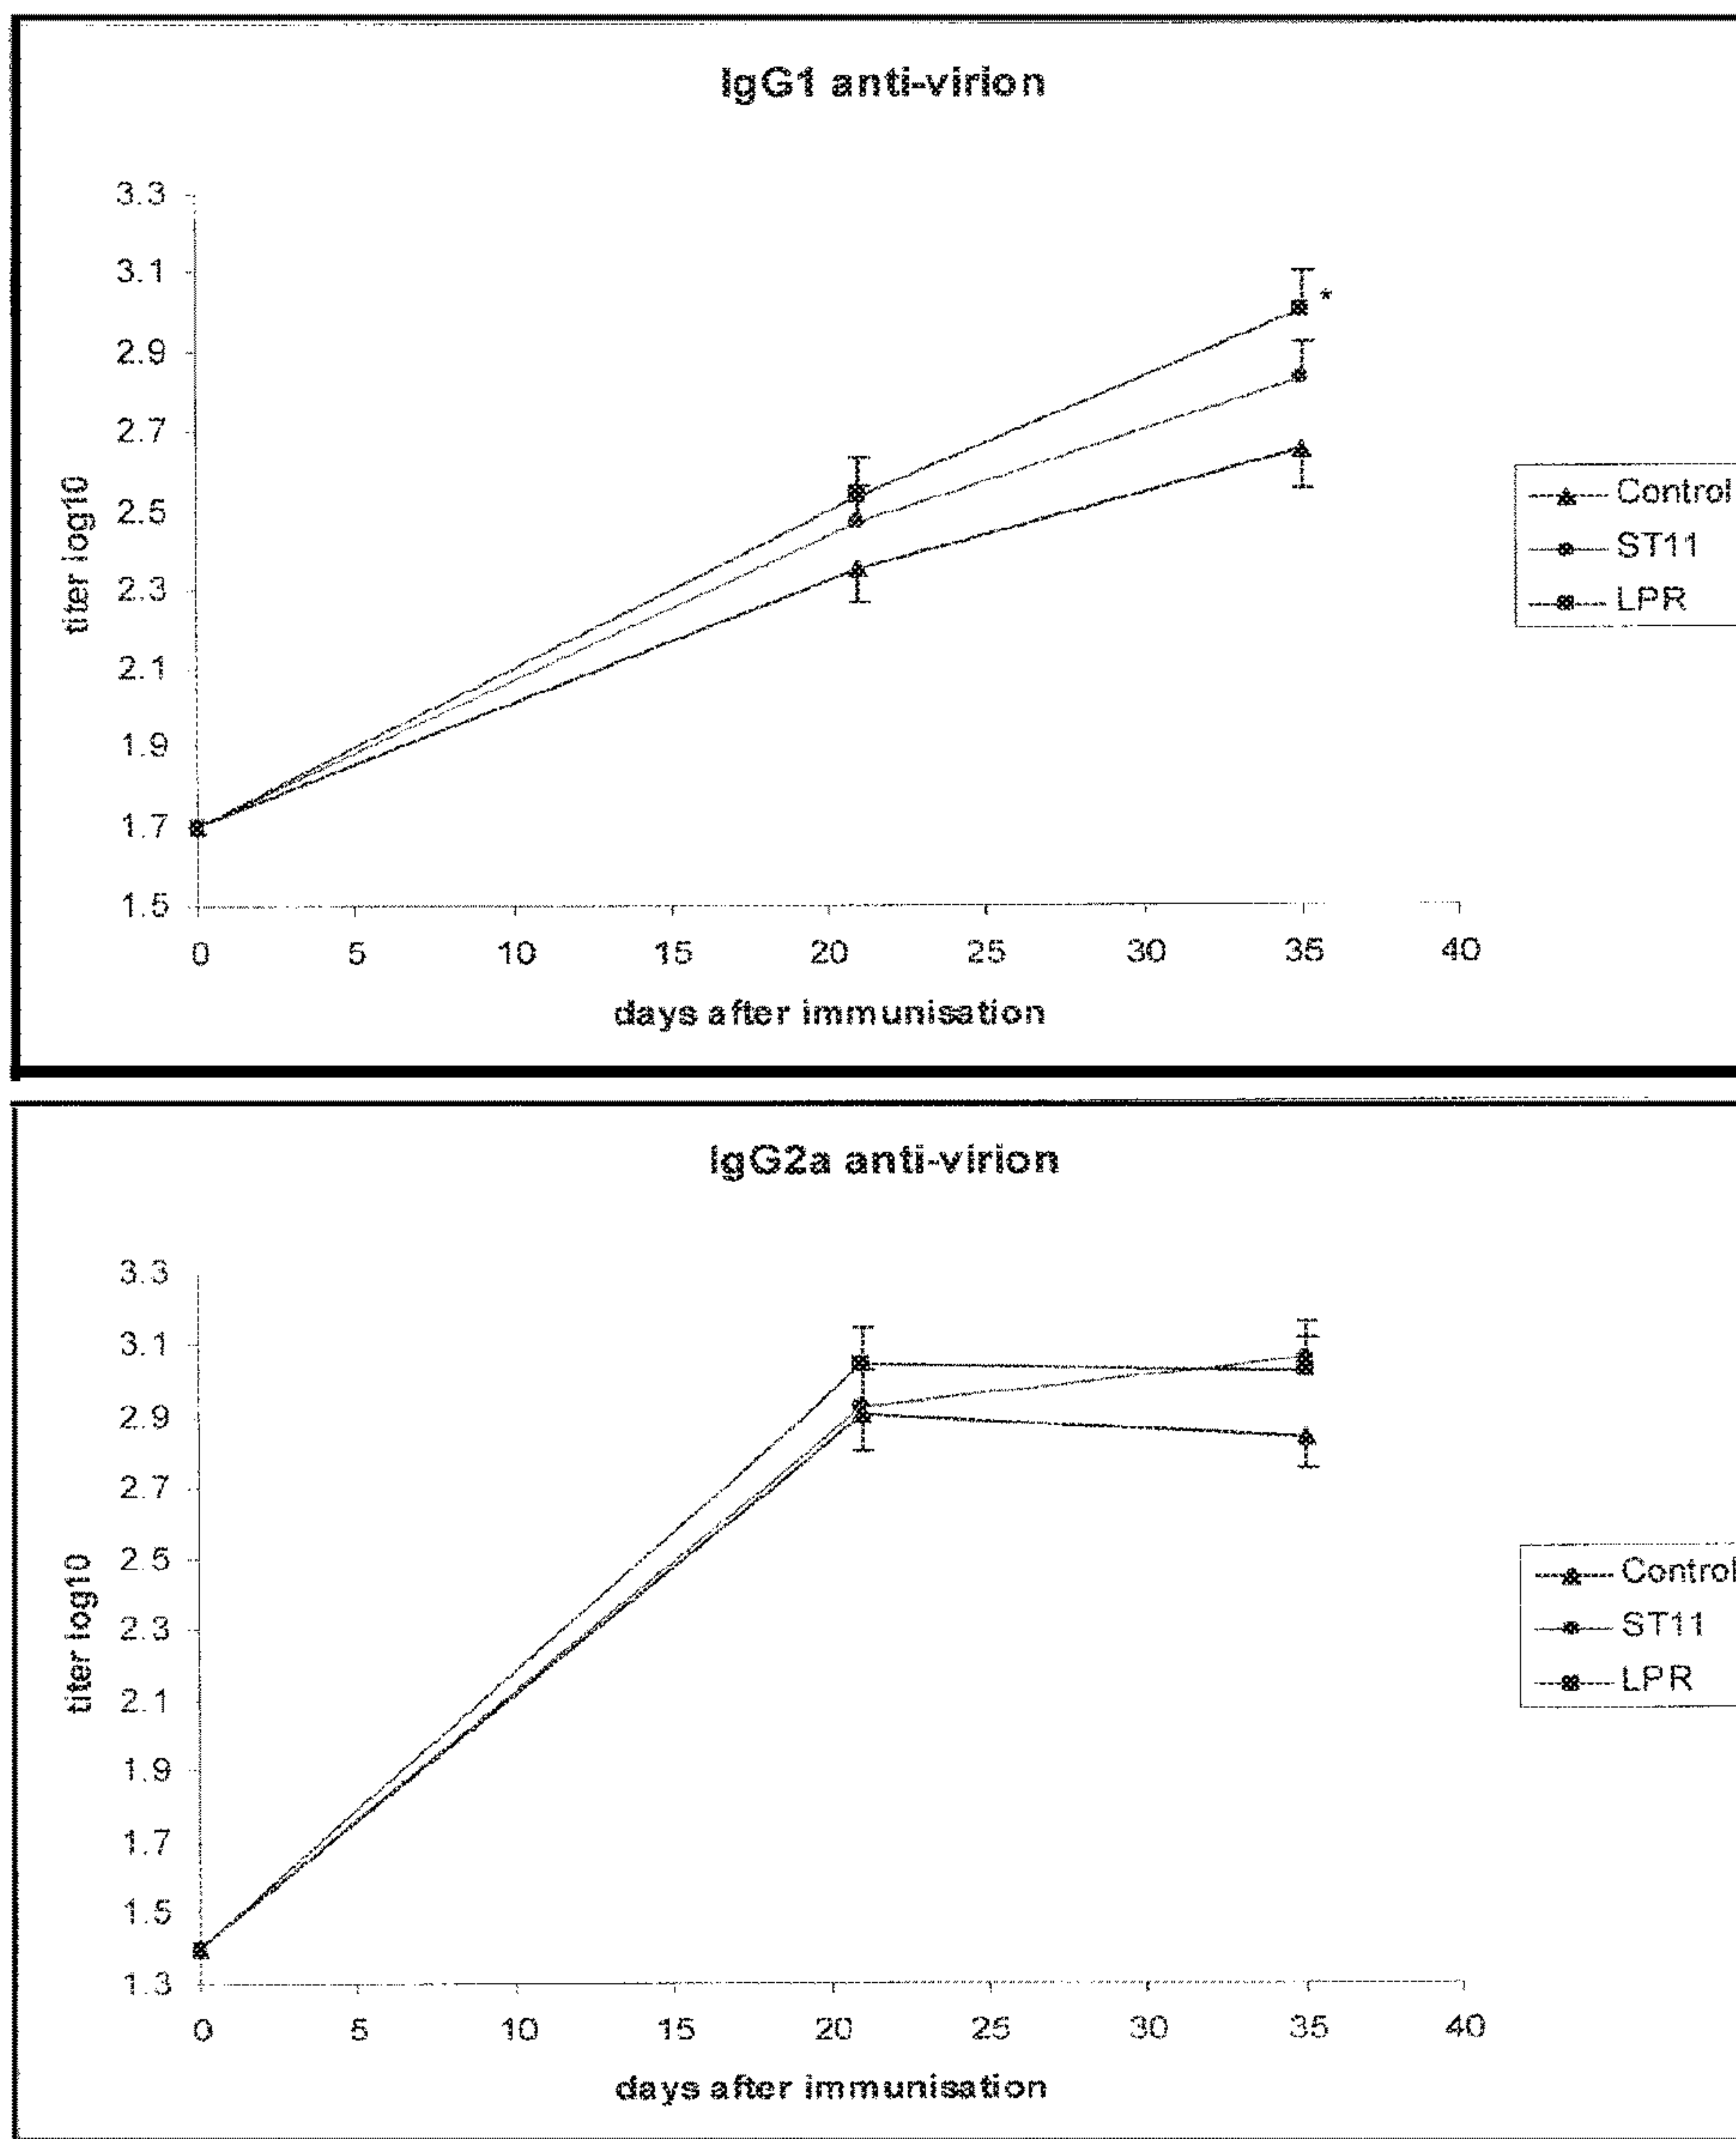 IgG1 anti-virion
3.3
3.1
2.9
2.7
2.5
2.3
2.1
1.9
1.7
1.5
titer log10
*
0 5 10 15 20 25 30 35 40
days after immunisation
Control
ST11
LPR
IgG2a anti-virion
3.3
3.1
2.9
2.7
2.5
2.3
2.1
1.9
1.7
1.5
1.3
titer log10
0 5 10 15 20 25 30 35 40
days after immunisation
Control
ST11
LPR